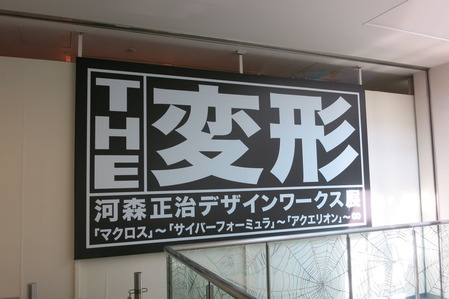 THE
変形
河森正治デザインワークス展
「マクロス」～「サイバーフォーミュラ」～「アクエリオン」～∞